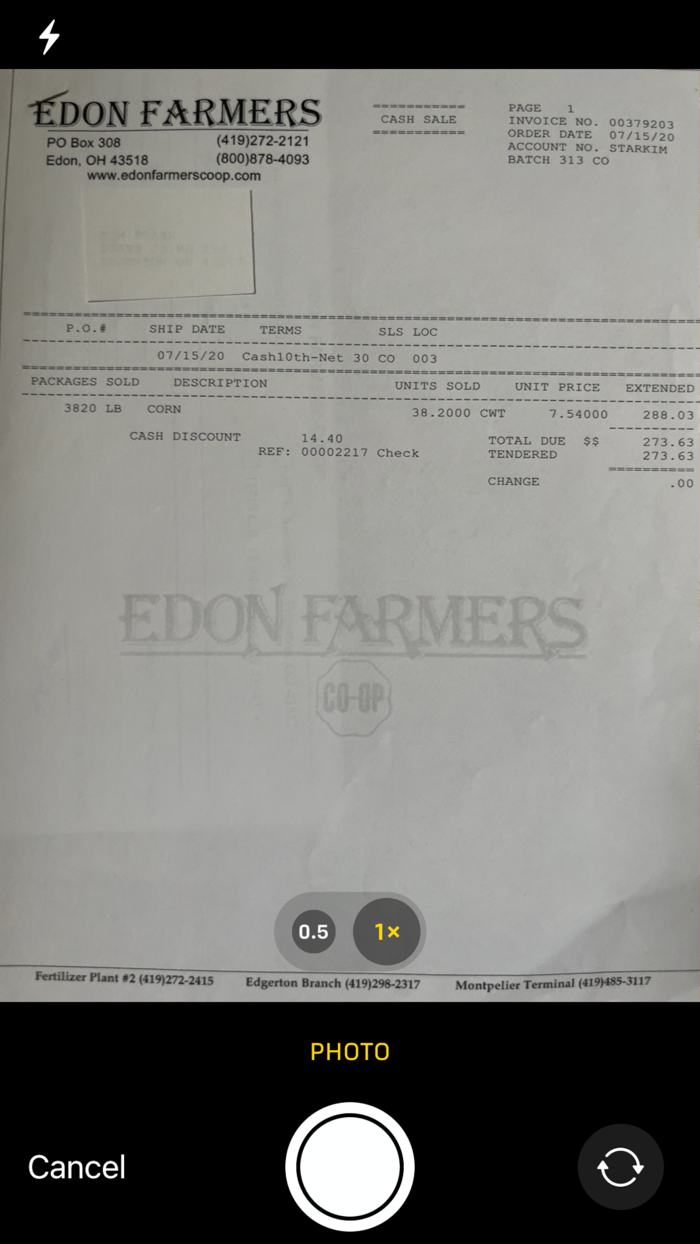 EDON FARMERS
PO Box 308 (419)272-2121
Edon, OH 43518 (800)878-4093
www.edonfarmerscoop.com
===========
CASH SALE
===========
PAGE 1
INVOICE NO. 00379203
ORDER DATE 07/15/20
ACCOUNT NO. STARKIM
BATCH 313 CO
P.O.# SHIP DATE TERMS SLS LOC
07/15/20 Cash10th-Net 30 CO 003
PACKAGES SOLD DESCRIPTION UNITS SOLD UNIT PRICE EXTENDED
3820 LB CORN 38.2000 CWT 7.54000 288.03
CASH DISCOUNT 14.40 TOTAL DUE $$ 273.63
REF: 00002217 Check TENDERED 273.63
CHANGE .00
EDON FARMERS
CO-OP
0.5 1×
Fertilizer Plant #2 (419)272-2415 Edgerton Branch (419)298-2317 Montpelier Terminal (419)485-3117
PHOTO
Cancel